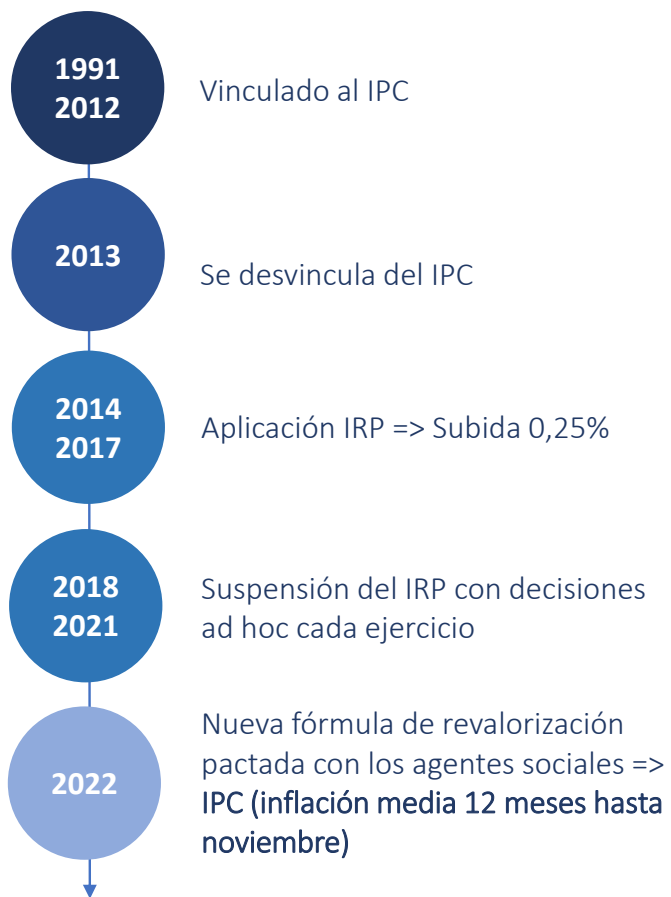 1991
2012
Vinculado al IPC
2013
Se desvincula del IPC
2014
2017
Aplicación IRP => Subida 0,25%
2018
2021
Suspensión del IRP con decisiones
ad hoc cada ejercicio
2022
Nueva fórmula de revalorización
pactada con los agentes sociales =>
IPC (inflación media 12 meses hasta
noviembre)